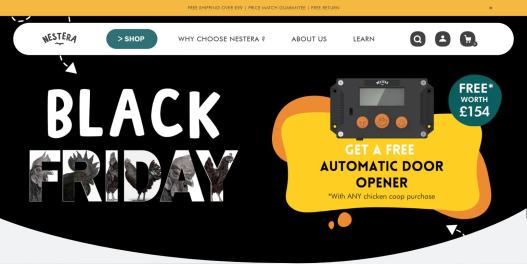 FREE SHIPPING OVER £99 | PRICE MATCH GUARANTEE | FREE RETURN
NESTERA
> SHOP
WHY CHOOSE NESTERA ?
ABOUT US
LEARN
BLACK
FRIDAY
FREE*
WORTH
£154
GET A FREE
AUTOMATIC DOOR
OPENER
*With ANY chicken coop purchase